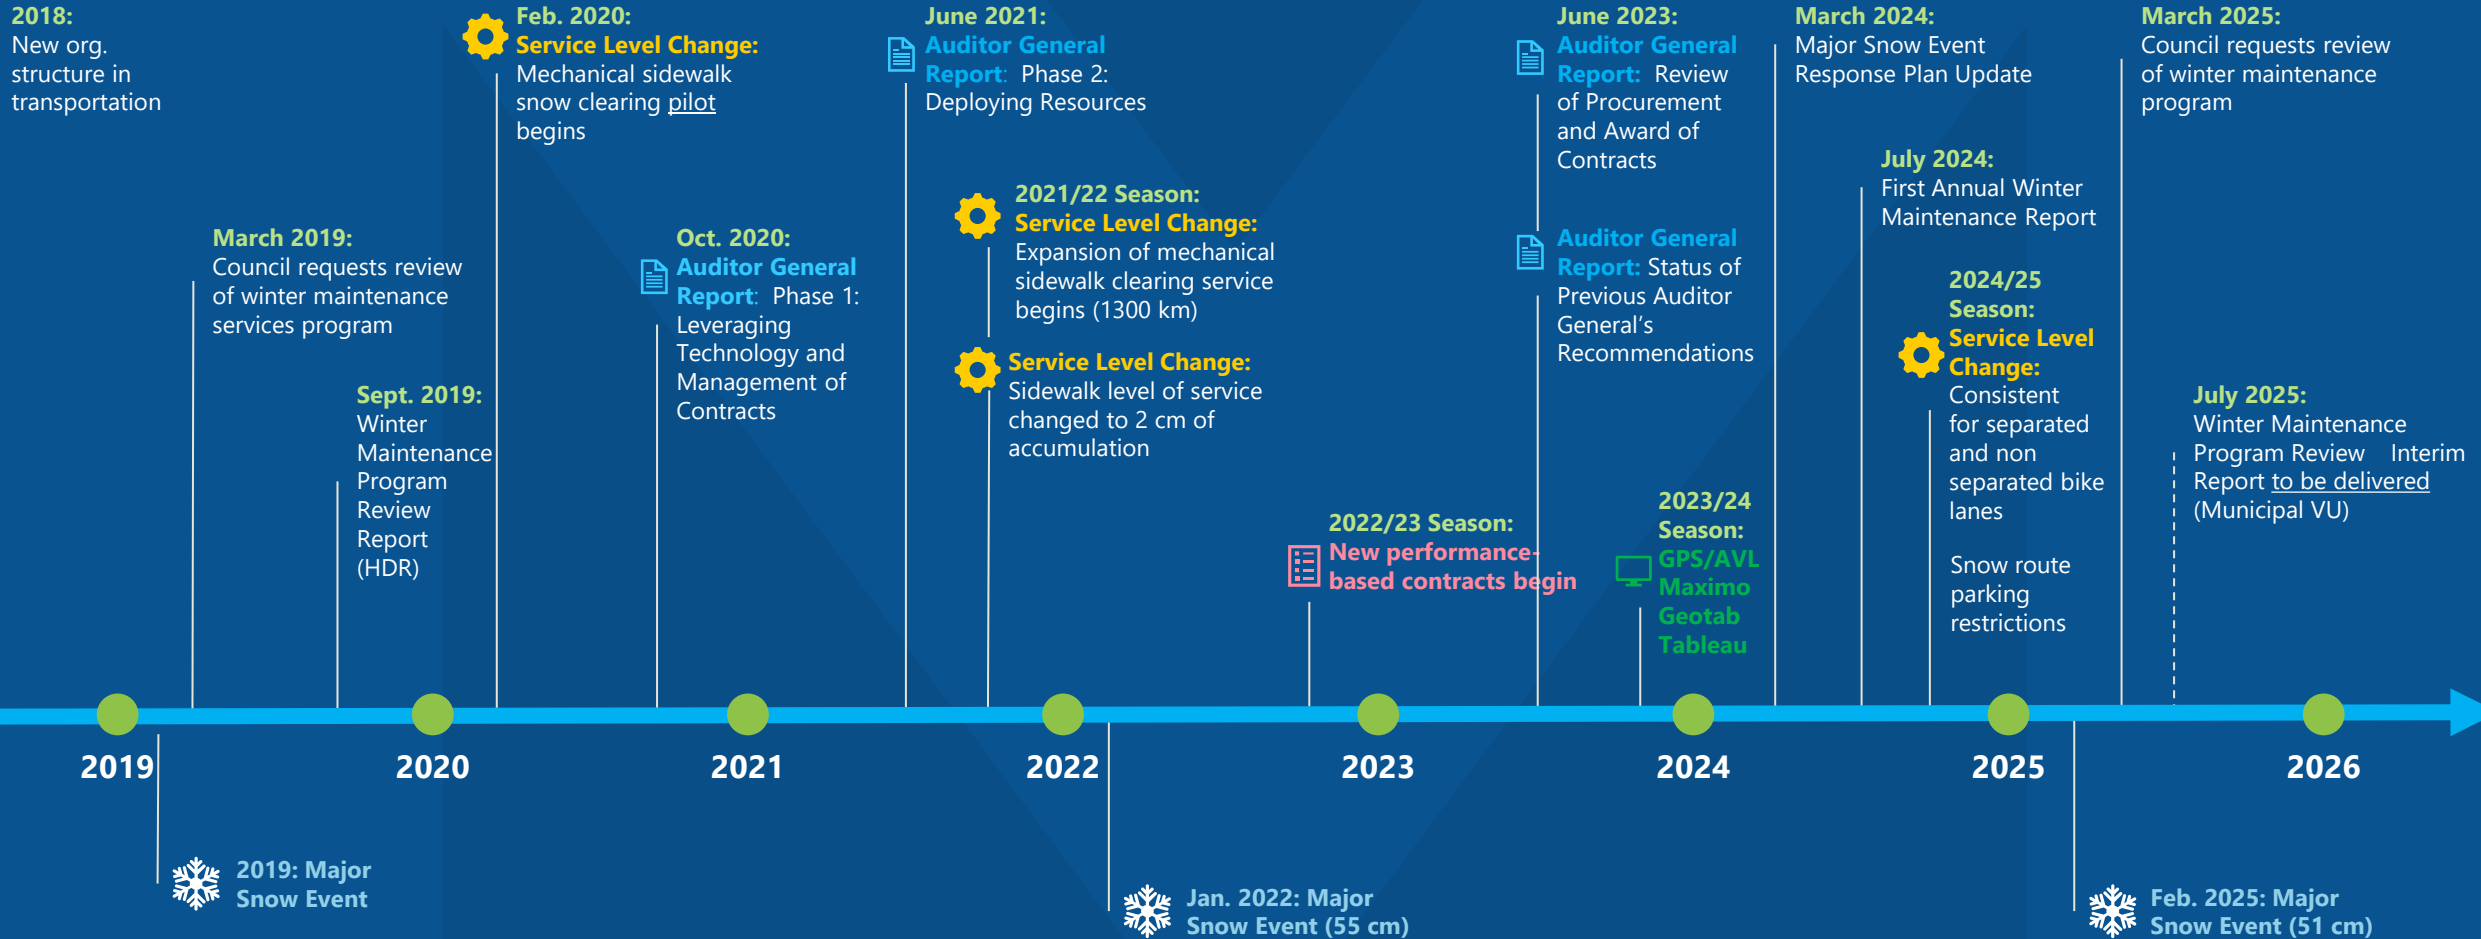 2018:
New org.
structure in
transportation
March 2019:
Council requests review
of winter maintenance
services program
Sept. 2019:
Winter
Maintenance
Program
Review
Report
(HDR)
Feb. 2020:
Service Level Change:
Mechanical sidewalk
snow clearing pilot
begins
Oct. 2020:
Auditor General
Report: Phase 1:
Leveraging
Technology and
Management of
Contracts
June 2021:
Auditor General
Report: Phase 2:
Deploying Resources
2021/22 Season:
Service Level Change:
Expansion of mechanical
sidewalk clearing service
begins (1300 km)
Service Level Change:
Sidewalk level of service
changed to 2 cm of
accumulation
2022/23 Season:
New performance-
based contracts begin
June 2023:
Auditor General
Report: Review
of Procurement
and Award of
Contracts
Auditor General
Report: Status of
Previous Auditor
General’s
Recommendations
2023/24
Season:
GPS/AVL
Maximo
Geotab
Tableau
March 2024:
Major Snow Event
Response Plan Update
July 2024:
First Annual Winter
Maintenance Report
2024/25
Season:
Service Level
Change:
Consistent
for separated
and non
separated bike
lanes
Snow route
parking
restrictions
March 2025:
Council requests review
of winter maintenance
program
July 2025:
Winter Maintenance
Program Review Interim
Report to be delivered
(Municipal VU)
2019
2020
2021
2022
2023
2024
2025
2026
2019: Major
Snow Event
Jan. 2022: Major
Snow Event (55 cm)
Feb. 2025: Major
Snow Event (51 cm)